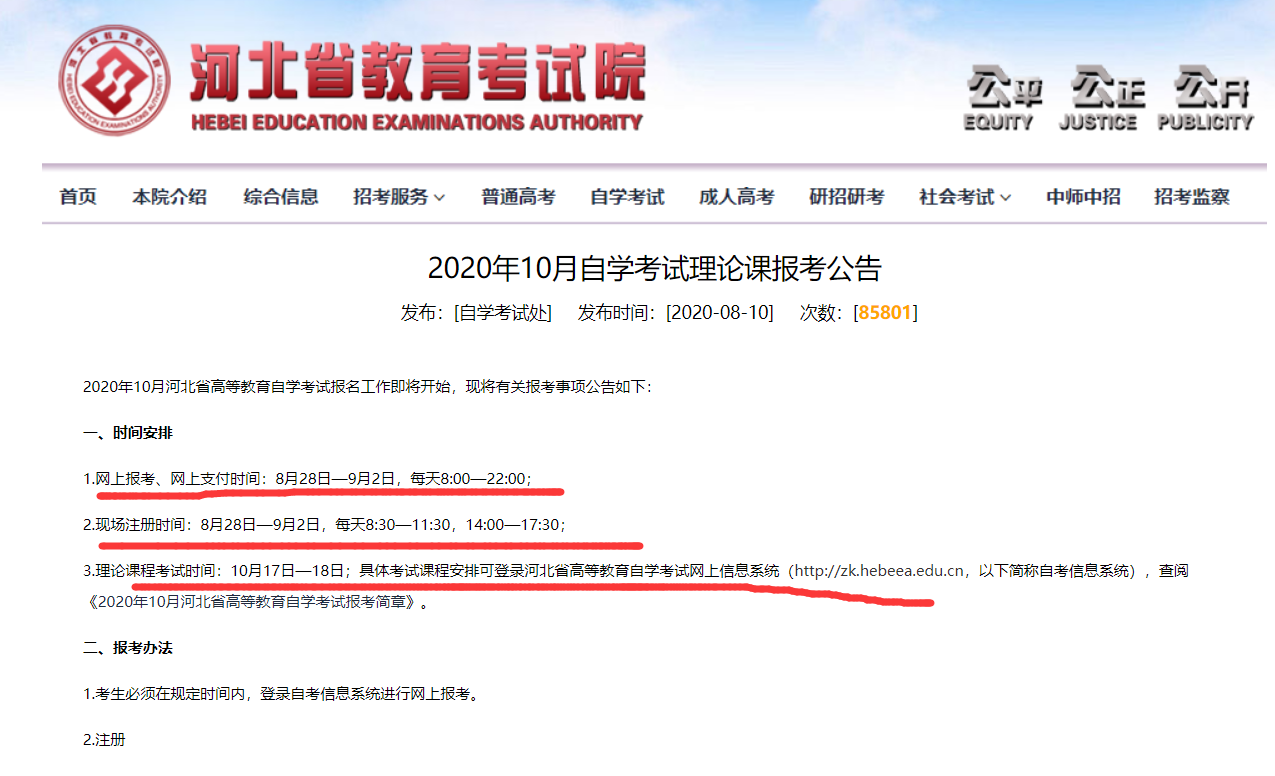 河北省教育考试院
HEBEI EDUCATION EXAMINATIONS AUTHORITY
公平 公正 公开
EQUITY JUSTICE PUBLICITY
首页 本院介绍 综合信息 招考服务 普通高考 自学考试 成人高考 研招研考 社会考试 中师中招 招考监察
2020年10月自学考试理论课报考公告
发布：[自学考试处] 发布时间：[2020-08-10] 次数：[85801]
2020年10月河北省高等教育自学考试报名工作即将开始，现将有关报考事项公告如下：
一、时间安排
1.网上报考、网上支付时间：8月28日—9月2日，每天8:00—22:00；
2.现场注册时间：8月28日—9月2日，每天8:30—11:30，14:00—17:30；
3.理论课程考试时间：10月17日—18日；具体考试课程安排可登录河北省高等教育自学考试网上信息系统（http://zk.hebeea.edu.cn，以下简称自考信息系统），查阅
《2020年10月河北省高等教育自学考试报考简章》。
二、报考办法
1.考生必须在规定时间内，登录自考信息系统进行网上报考。
2.注册